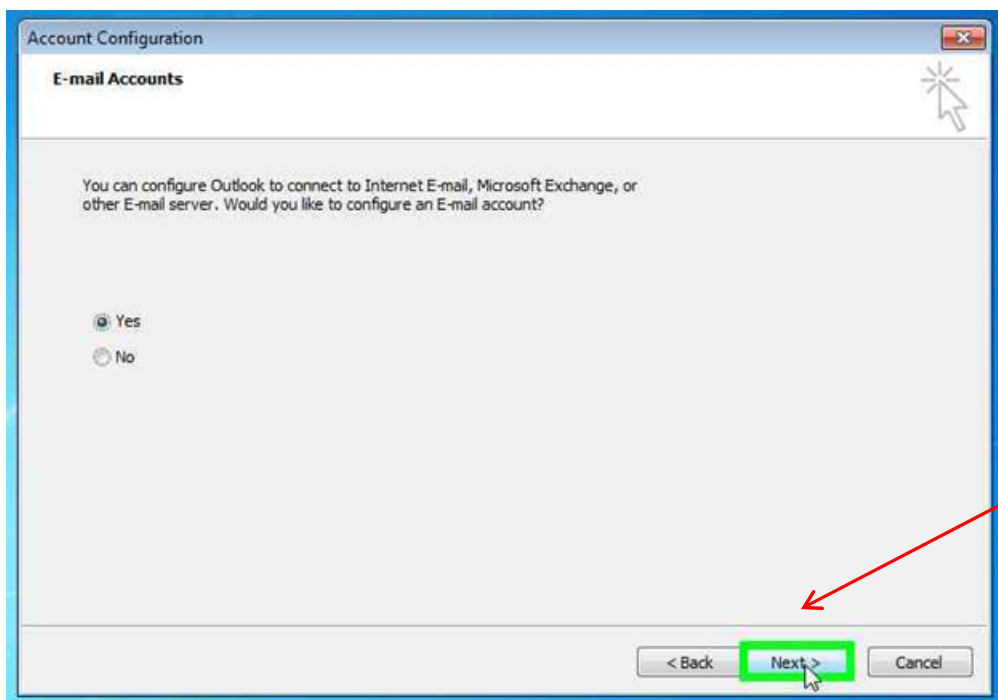 Account Configuration
E-mail Accounts
You can configure Outlook to connect to Internet E-mail, Microsoft Exchange, or
other E-mail server. Would you like to configure an E-mail account?
Yes
No
< Back Next > Cancel